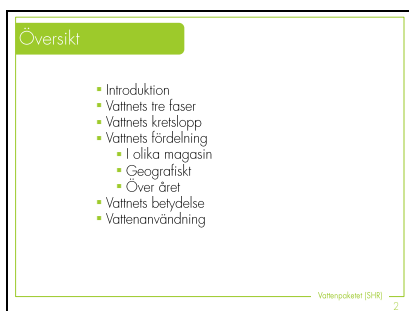 Översikt
Introduktion
Vattnets tre faser
Vattnets kretslopp
Vattnets fördelning
I olika magasin
Geografiskt
Över året
Vattnets betydelse
Vattenanvändning
Vattenpaketet (SHR)
2